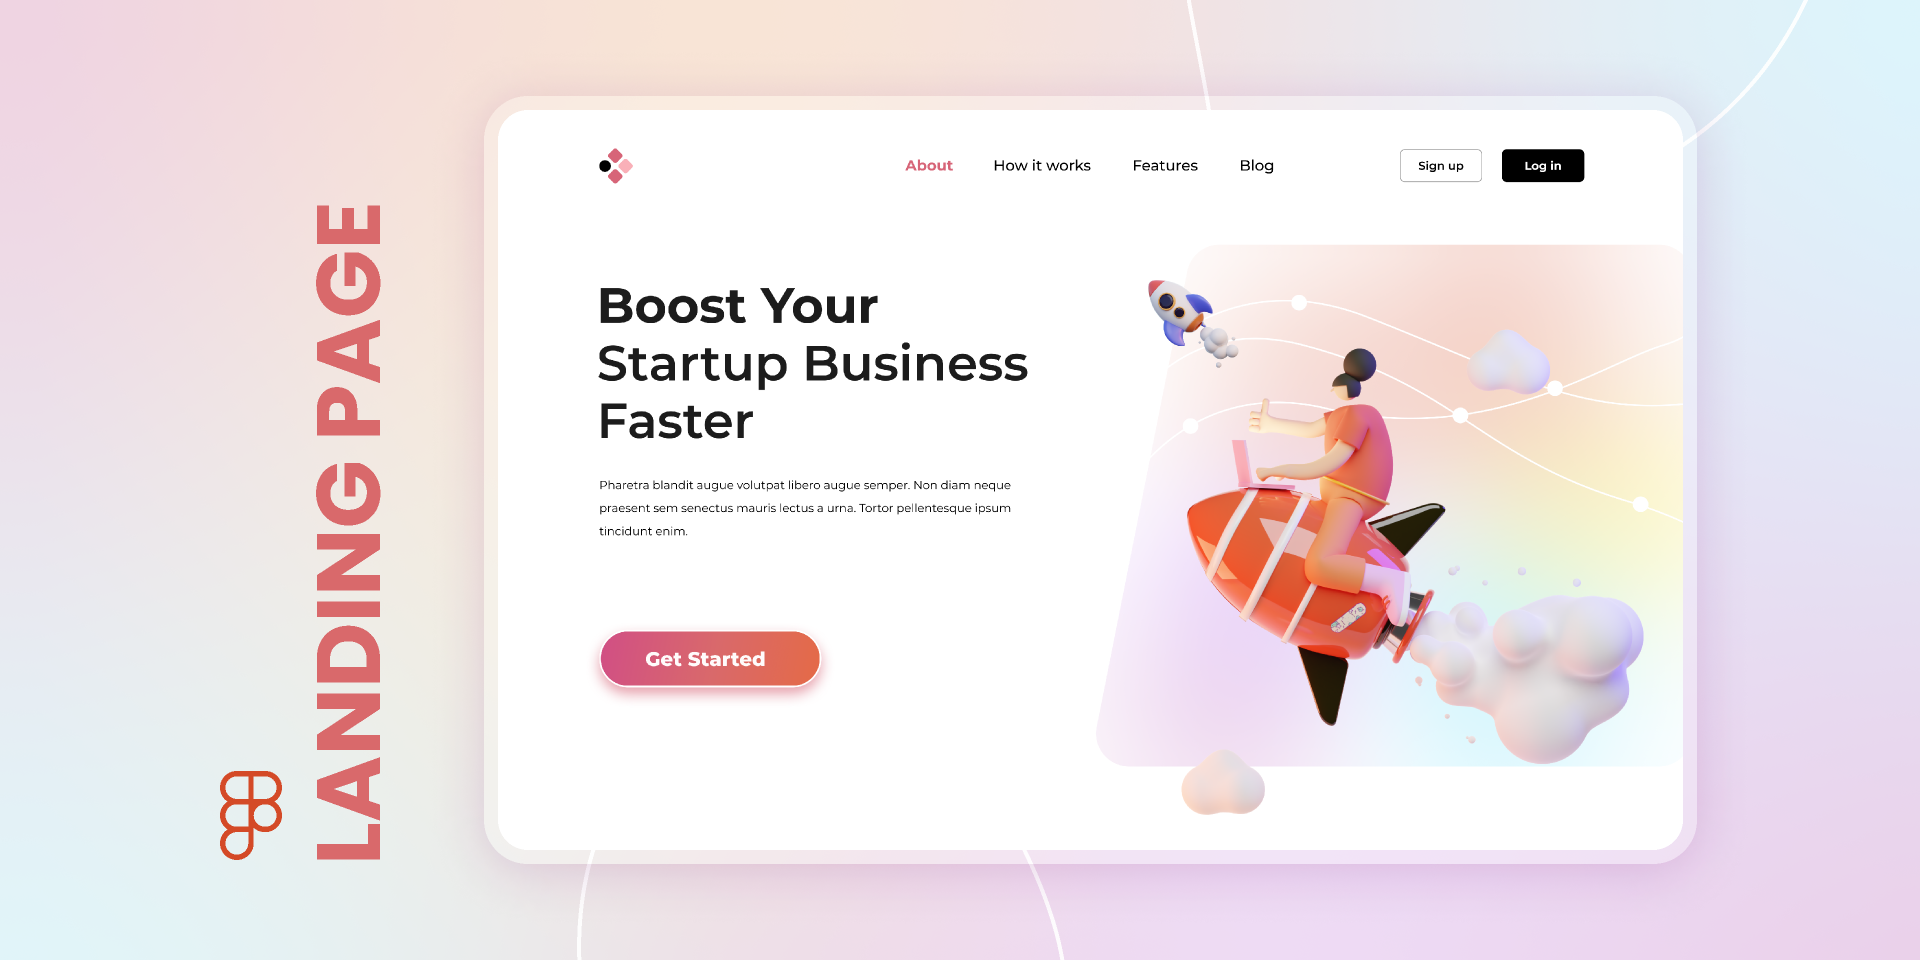 LANDING PAGE
About
How it works
Features
Blog
Sign up
Log in
Boost Your
Startup Business
Faster
Pharetra blandit augue volutpat libero augue semper. Non diam neque
praesent sem senectus mauris lectus a urna. Tortor pellentesque ipsum
tincidunt enim.
Get Started